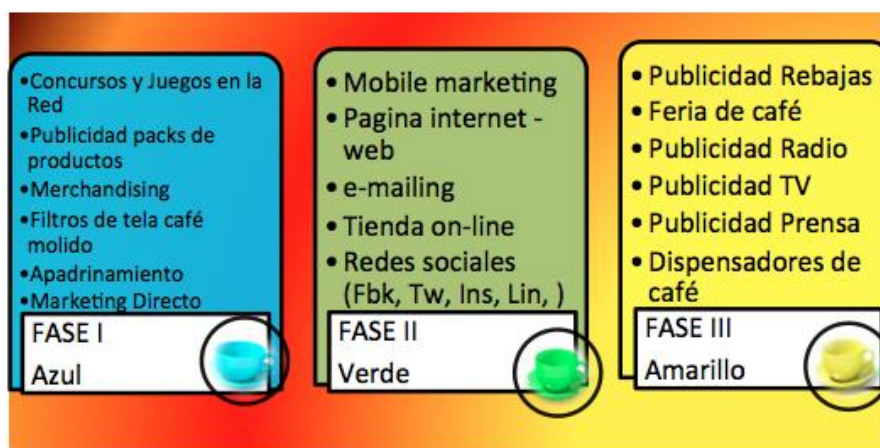 •Concursos y Juegos en la
Red
•Publicidad packs de
productos
•Merchandising
•Filtros de tela café
molido
•Apadrinamiento
•Marketing Directo
FASE I
Azul
• Mobile marketing
• Pagina internet -
web
• e-mailing
• Tienda on-line
• Redes sociales
(Fbk, Tw, Ins, Lin, )
FASE II
Verde
• Publicidad Rebajas
• Feria de café
• Publicidad Radio
• Publicidad TV
• Publicidad Prensa
• Dispensadores de
café
FASE III
Amarillo